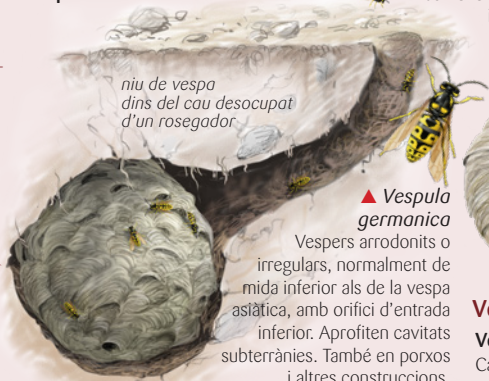 niu de vespa
dins del cau desocupat
d'un rosegador
▲ Vespula
germanica
Vespers arrodonits o
irregulars, normalment de
mida inferior als de la vespa
asiàtica, amb orifici d'entrada
inferior. Aprofiten cavitats
subterrànies. També en porxos
i altres construccions.